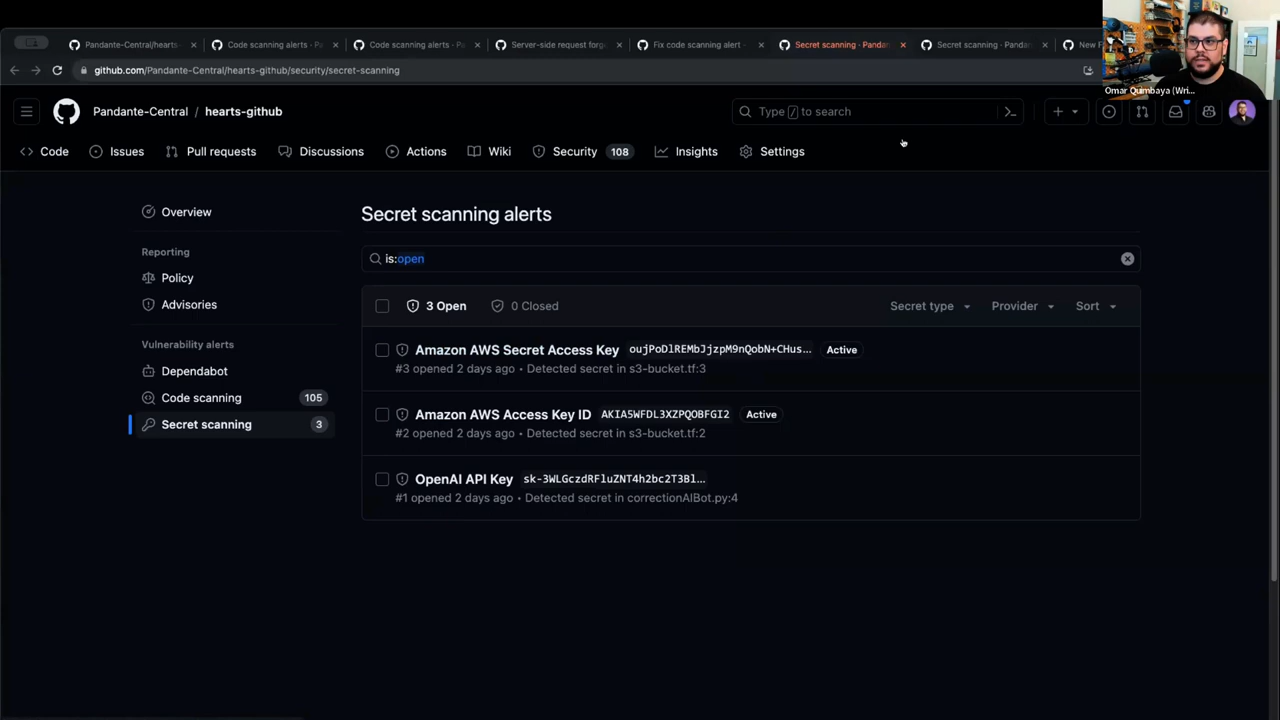 Pandante-Central/hearts-
Code scanning alerts · Pa
Code scanning alerts · Pa
Server-side request forg
Fix code scanning alert
Secret scanning · Panda
Secret scanning · Panda
New F
github.com/Pandante-Central/hearts-github/security/secret-scanning
Omar Quimbaya (Wri...
Pandante-Central / hearts-github
Type / to search
Code
Issues
Pull requests
Discussions
Actions
Wiki
Security 108
Insights
Settings
Overview
Reporting
Policy
Advisories
Vulnerability alerts
Dependabot
Code scanning 105
Secret scanning 3
Secret scanning alerts
is:open
3 Open 0 Closed Secret type Provider Sort
Amazon AWS Secret Access Key oujPoDlREMbJjzpM9nQobN+CHus... Active
#3 opened 2 days ago • Detected secret in s3-bucket.tf:3
Amazon AWS Access Key ID AKIA5WFDL3XZPQOBFGI2 Active
#2 opened 2 days ago • Detected secret in s3-bucket.tf:2
OpenAI API Key sk-3WLGczdRFluZNT4h2bc2T3Bl...
#1 opened 2 days ago • Detected secret in correctionAIBot.py:4